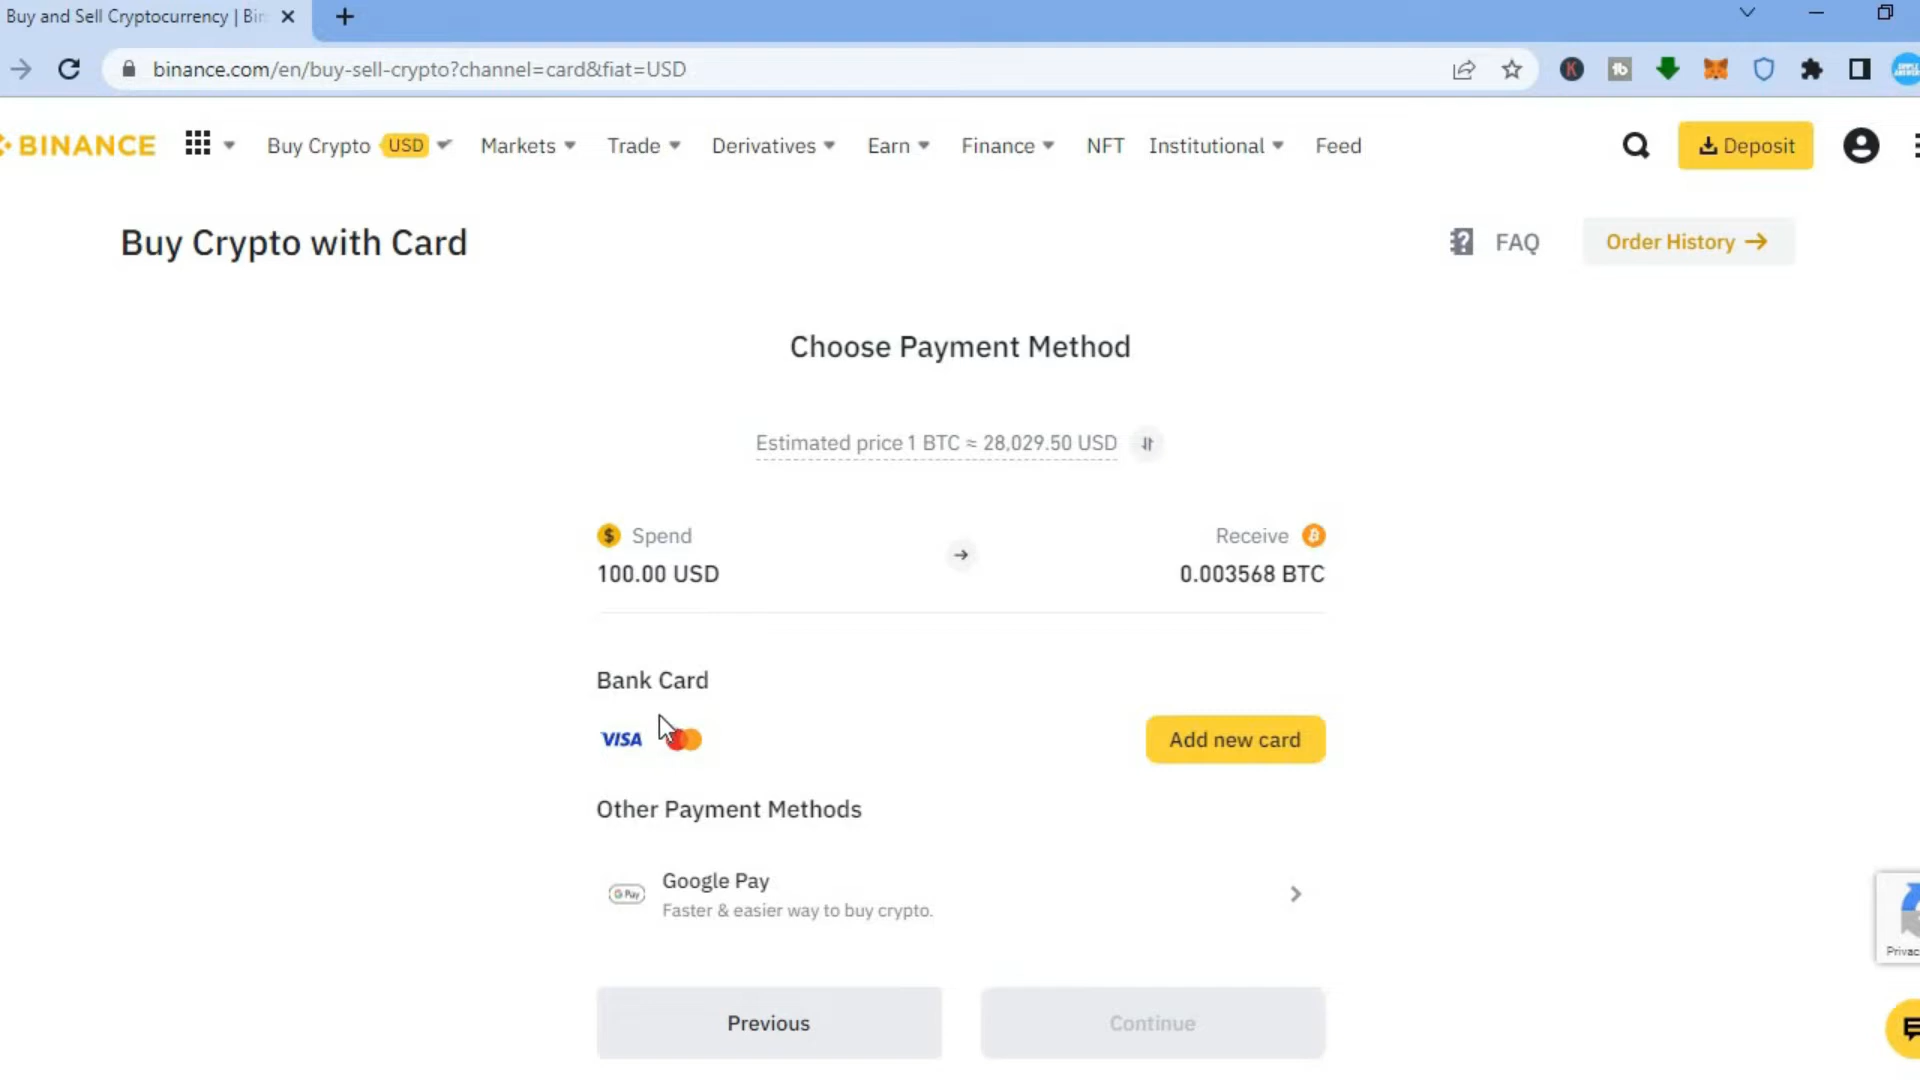 Buy and Sell Cryptocurrency | Bin
binance.com/en/buy-sell-crypto?channel=card&fiat=USD
BINANCE Buy Crypto USD Markets Trade Derivatives Earn Finance NFT Institutional Feed Deposit
Buy Crypto with Card
FAQ
Order History →
Choose Payment Method
Estimated price 1 BTC ≈ 28,029.50 USD
Spend
Receive
100.00 USD
0.003568 BTC
Bank Card
VISA
Add new card
Other Payment Methods
G Pay
Google Pay
Faster & easier way to buy crypto.
Previous
Continue
Privac